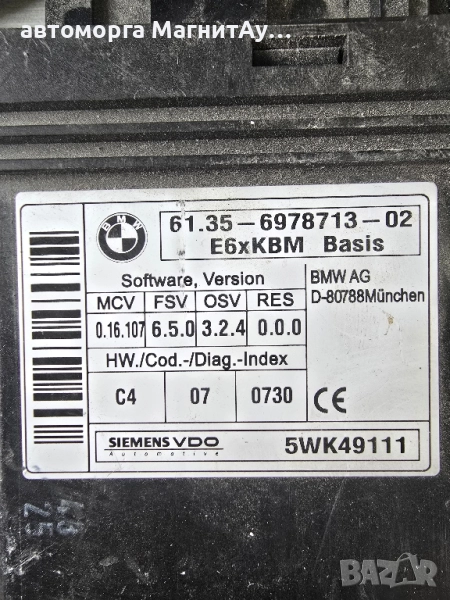 автоморга МагнитАу...
BMW
61.35-6978713-02
E6xKBM Basis
Software, Version
MCV FSV OSV RES
0.16.107 6.5.0 3.2.4 0.0.0
HW./Cod.-/Diag.-Index
C4 07 0730
BMW AG
D-80788München
CE
SIEMENS VDO
Automotive
5WK49111
BAZAR